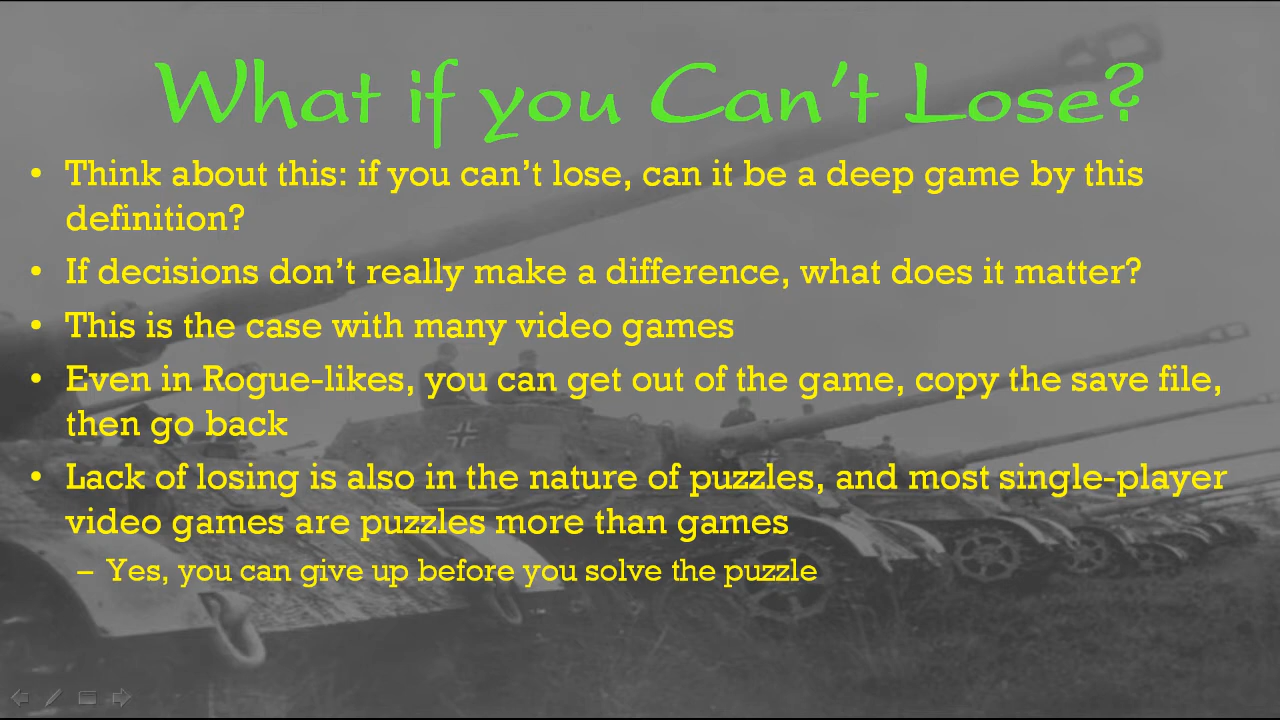 What if you Can't Lose?
• Think about this: if you can't lose, can it be a deep game by this
definition?
• If decisions don't really make a difference, what does it matter?
• This is the case with many video games
• Even in Rogue-likes, you can get out of the game, copy the save file,
then go back
• Lack of losing is also in the nature of puzzles, and most single-player
video games are puzzles more than games
– Yes, you can give up before you solve the puzzle